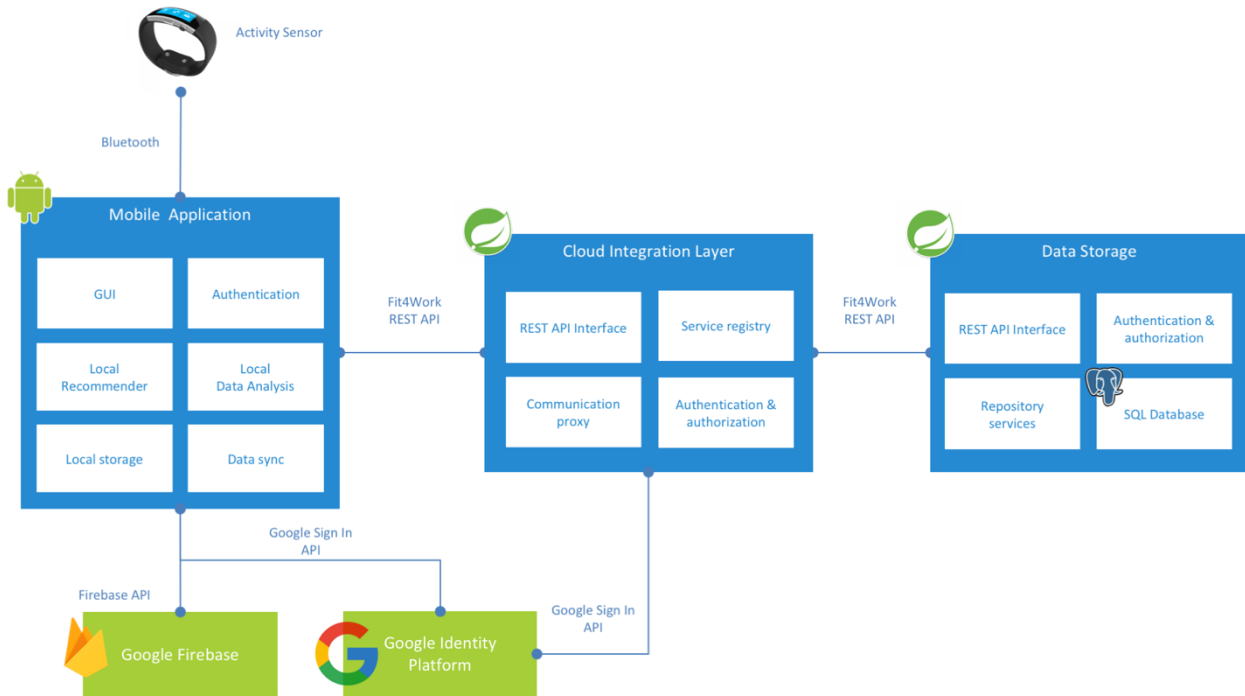 Activity Sensor
Bluetooth
Mobile Application
GUI
Authentication
Local
Recommender
Local
Data Analysis
Local storage
Data sync
Fit4Work
REST API
Cloud Integration Layer
REST API Interface
Service registry
Communication
proxy
Authentication &
authorization
Fit4Work
REST API
Data Storage
REST API Interface
Authentication &
authorization
Repository
services
SQL Database
Google Sign In
API
Firebase API
Google Firebase
Google Identity
Platform
Google Sign In
API